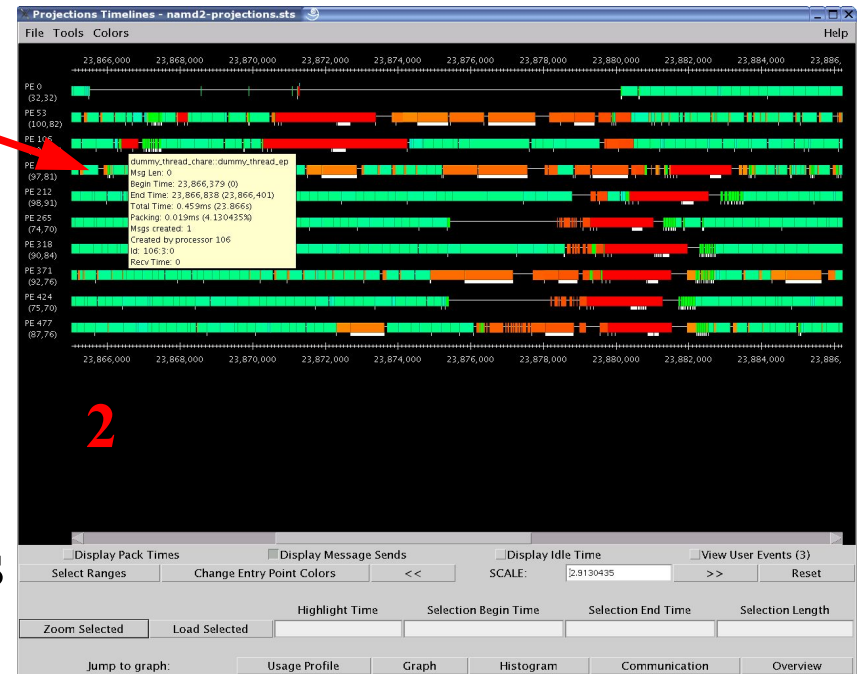 Projections Timelines - namd2-projections.sts
File Tools Colors Help
23,866,000 23,868,000 23,870,000 23,872,000 23,874,000 23,876,000 23,878,000 23,880,000 23,882,000 23,884,000 23,886,
PE 0
(32,32)
PE 53
(100,82)
PE 106
PE
(97,81)
dummy_thread_chare::dummy_thread_ep
Msg Len: 0
Begin Time: 23,866,379 (0)
End Time: 23,866,838 (23,866,401)
Total Time: 0.459ms (23.866s)
Packing: 0.019ms (4.130435%)
Msgs created: 1
Created by processor 106
Id: 106:3:0
Recv Time: 0
PE 212
(98,91)
PE 265
(74,70)
PE 318
(90,84)
PE 371
(92,76)
PE 424
(75,70)
PE 477
(87,76)
23,866,000 23,868,000 23,870,000 23,872,000 23,874,000 23,876,000 23,878,000 23,880,000 23,882,000 23,884,000 23,886,
2
s
Display Pack Times Display Message Sends Display Idle Time View User Events (3)
Select Ranges Change Entry Point Colors << SCALE: 2.9130435 >> Reset
Highlight Time Selection Begin Time Selection End Time Selection Length
Zoom Selected Load Selected
Jump to graph: Usage Profile Graph Histogram Communication Overview